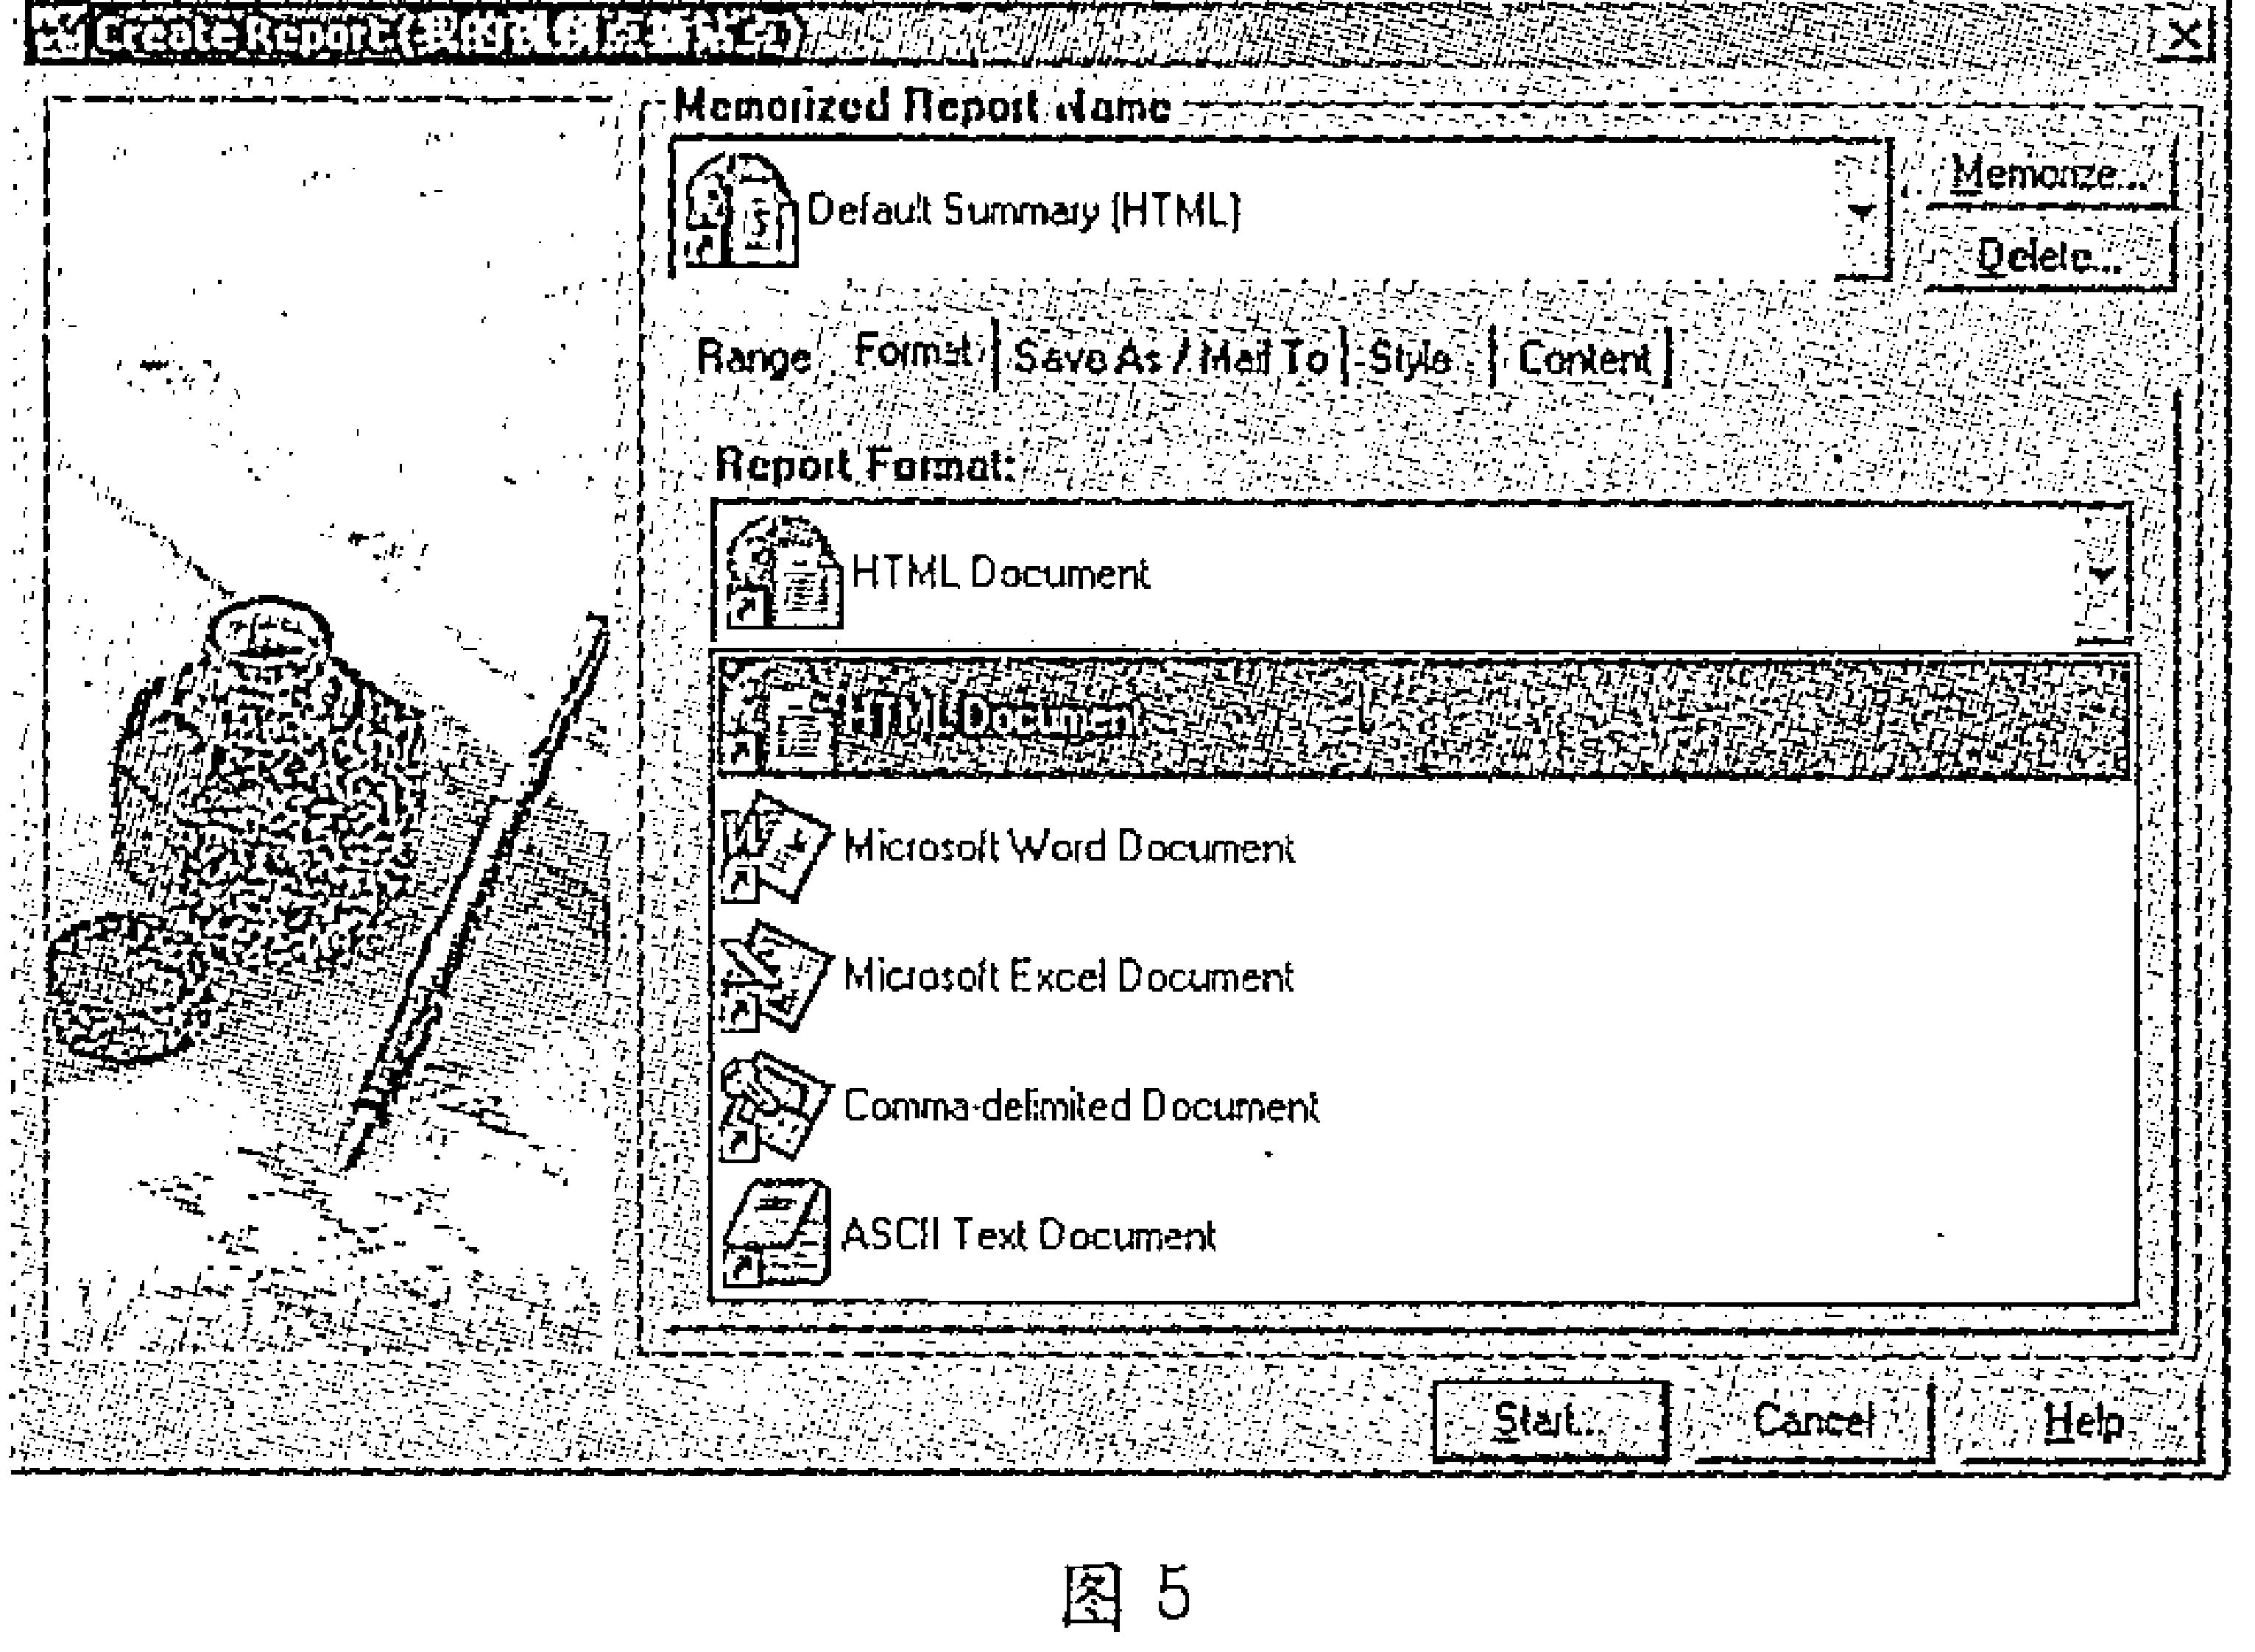 Create Report (我的
Memorized Report Name
Default Summary (HTML)
Memorize...
Delete...
Range
Format
Save As / Mail To
Style
Content
Report Format:
HTML Document
HTML Document
Microsoft Word Document
Microsoft Excel Document
Comma-delimited Document
ASCII Text Document
Start..
Cancel
Help
图 5